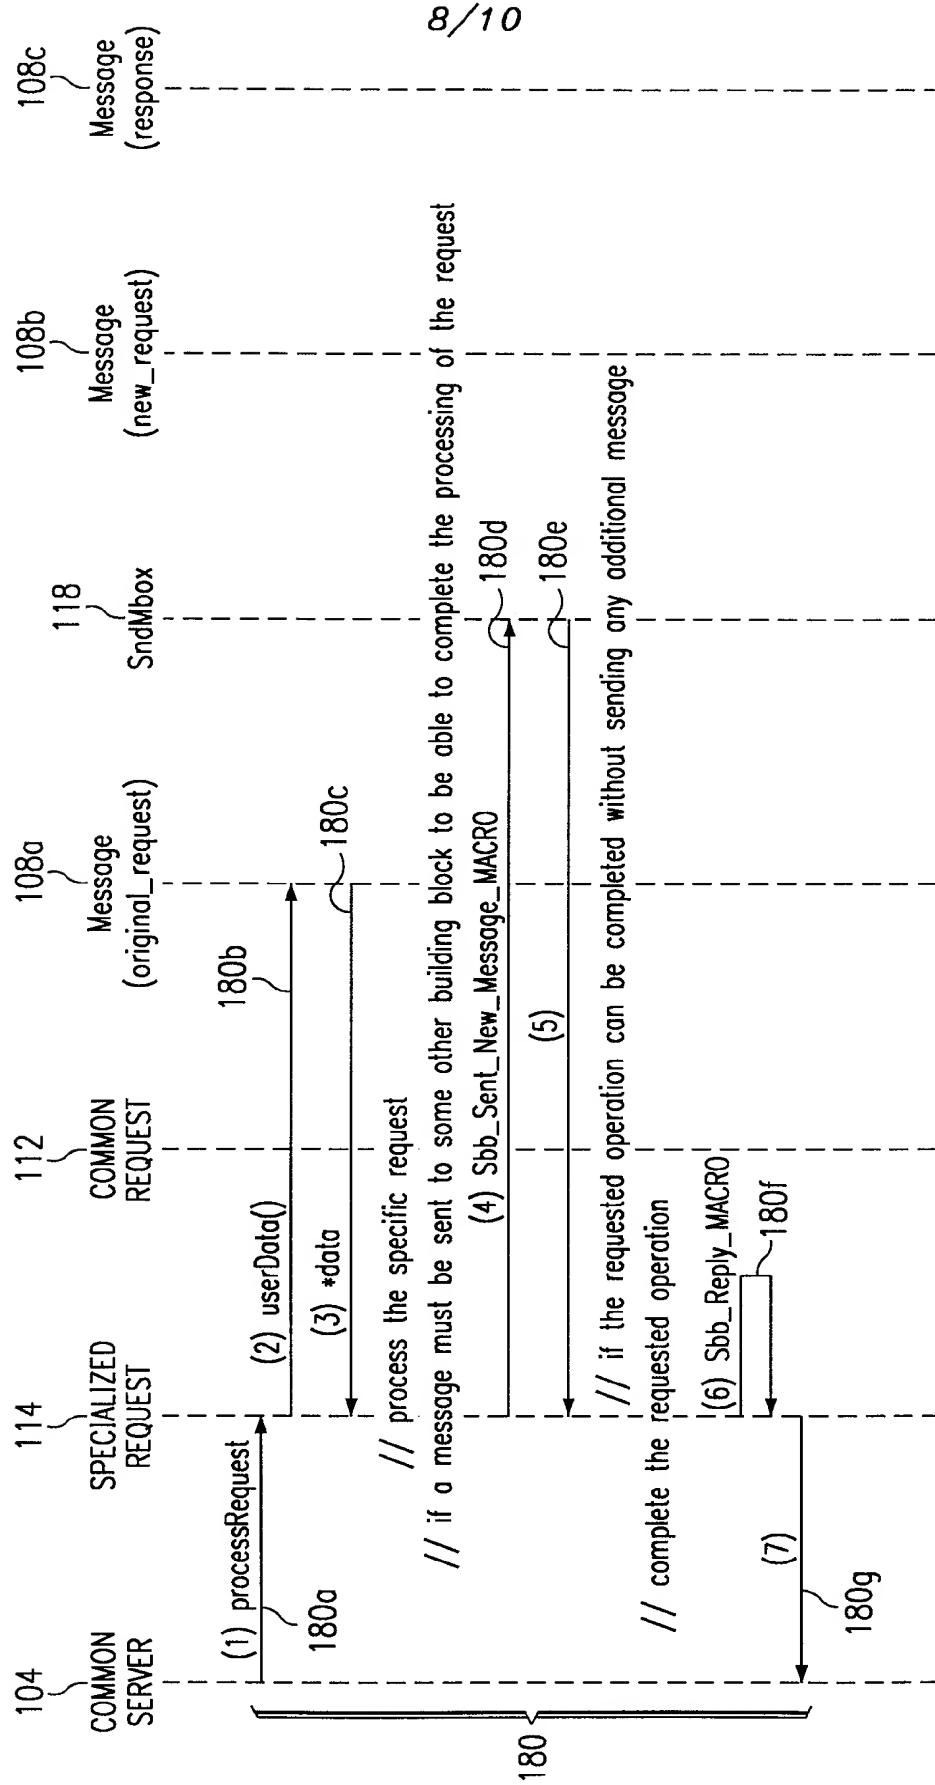 8/10
104
COMMON
SERVER
114
SPECIALIZED
REQUEST
112
COMMON
REQUEST
108a
Message
(original_request)
118
SndMbox
108b
Message
(new_request)
108c
Message
(response)
(1) processRequest
180a
(2) userData()
180b
(3) *data
180c
// process the specific request
// if a message must be sent to some other building block to be able to complete the processing of the request
(4) Sbb_Sent_New_Message_MACRO
180d
(5)
180e
// if the requested operation can be completed without sending any additional message
// complete the requested operation
(6) Sbb_Reply_MACRO
180f
(7)
180g
180